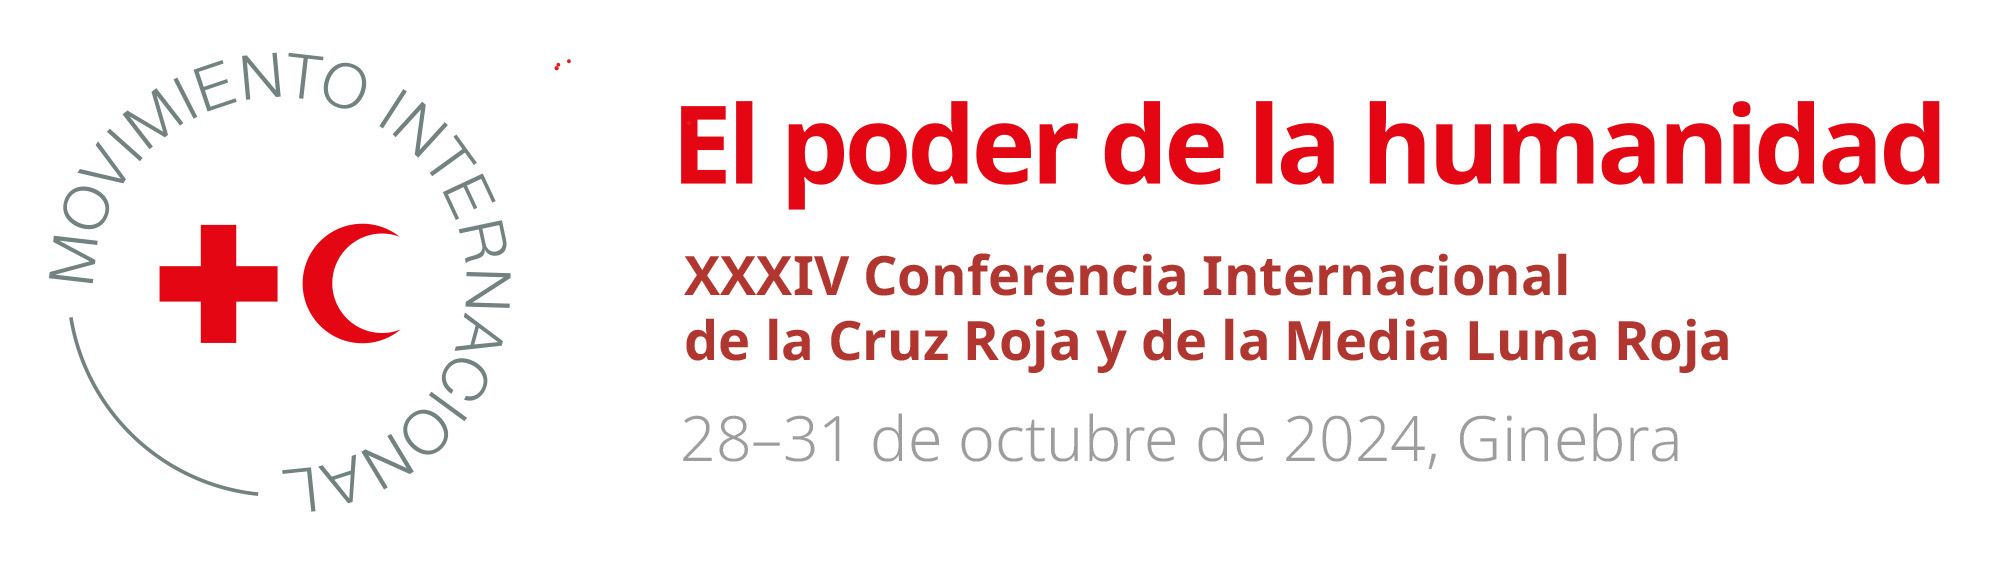 MOVIMIENTO INTERNACIONAL
El poder de la humanidad
XXXIV Conferencia Internacional
de la Cruz Roja y de la Media Luna Roja
28–31 de octubre de 2024, Ginebra